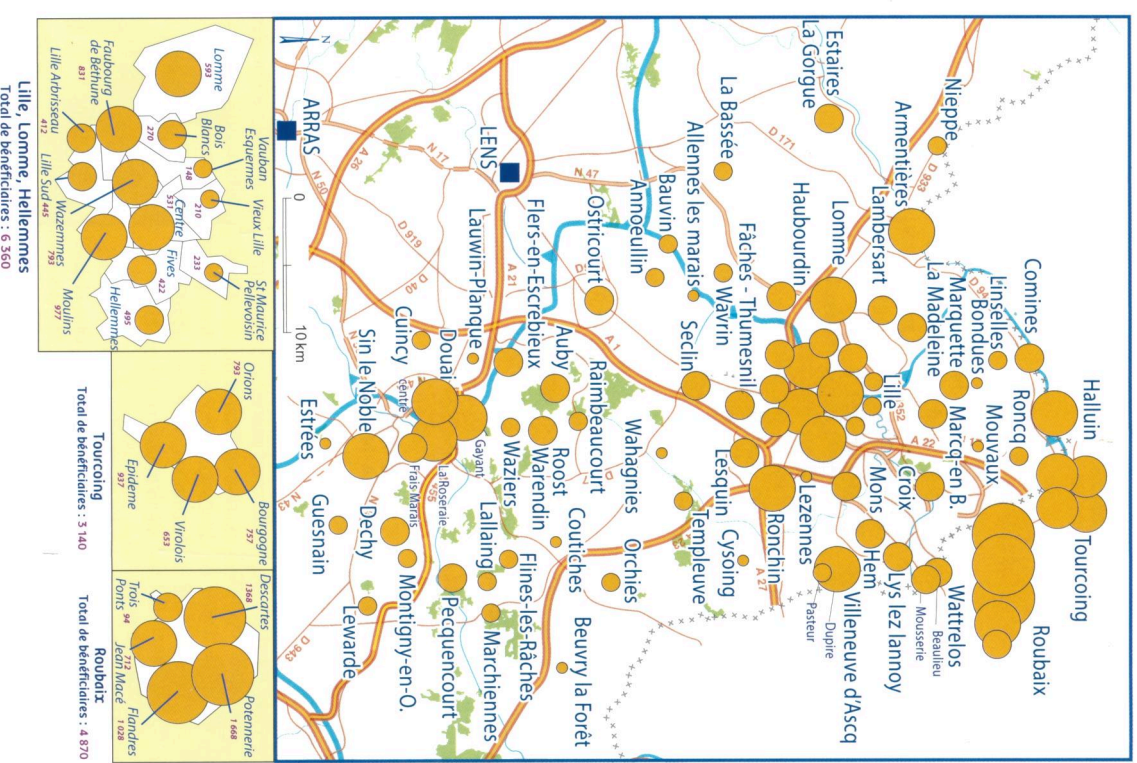 Halluin
Tourcoing
Roubaix
Comines
Linselles
D 94
Bondues
Marquette
La Madeleine
Roncq
Mouvaux
Marcq-en B.
Croix
Mons
Wattrelos
Beaulieu
Mousserie
Lys lez lannoy
Hem
Villeneuve d'Ascq
Dupire
Pasteur
Nieppe
D 933
Armentières
Lambersart
Lomme
Haubourdin
Lille
352
A 22
Lezennes
Ronchin
A 27
Lesquin
Cysoing
Templeuve
Estaires
La Gorgue
D 171
La Bassée
Allennes les marais
Bauvin
Annoeullin
Fâches - Thumesnil
Wavrin
Seclin
Wahagnies
Ostricourt
A 1
N 47
LENS
N 17
A 26
ARRAS
N 50
D 919
D 40
A 21
Lauwin-Planque
Flers-en-Escrebieux
Auby
Raimbeaucourt
Roost
Warendin
Waziers
Coutiches
Orchies
Beuvry la Forêt
Flines-les-Râches
Marchiennes
Lallaing
Pecquencourt
Montigny-en-O.
Lewarde
Cuincy
Douai
centre
Gayant
La Roseraie
Frais Marais
Sin le Noble
Dechy
Guesnain
Estrées
N 43
D 943
N
0
10 km
Lomme
593
Bois
Blancs
270
Vauban
Esquermes
148
Vieux Lille
210
St Maurice
Pellevoisin
233
Faubourg
de Béthune
831
Lille Arbrisseau
412
Lille Sud 445
Wazemmes
793
Centre
531
Fives
422
Hellemmes
495
Moulins
977
Lille, Lomme, Hellemmes
Total de bénéficiaires : 6 360
Orions
793
Bourgogne
757
Epideme
937
Virolois
653
Tourcoing
Total de bénéficiaires : 3 140
Descartes
1368
Potennerie
1 668
Trois
Ponts 94
712
Jean Macé
Flandres
1 028
Roubaix
Total de bénéficiaires : 4 870